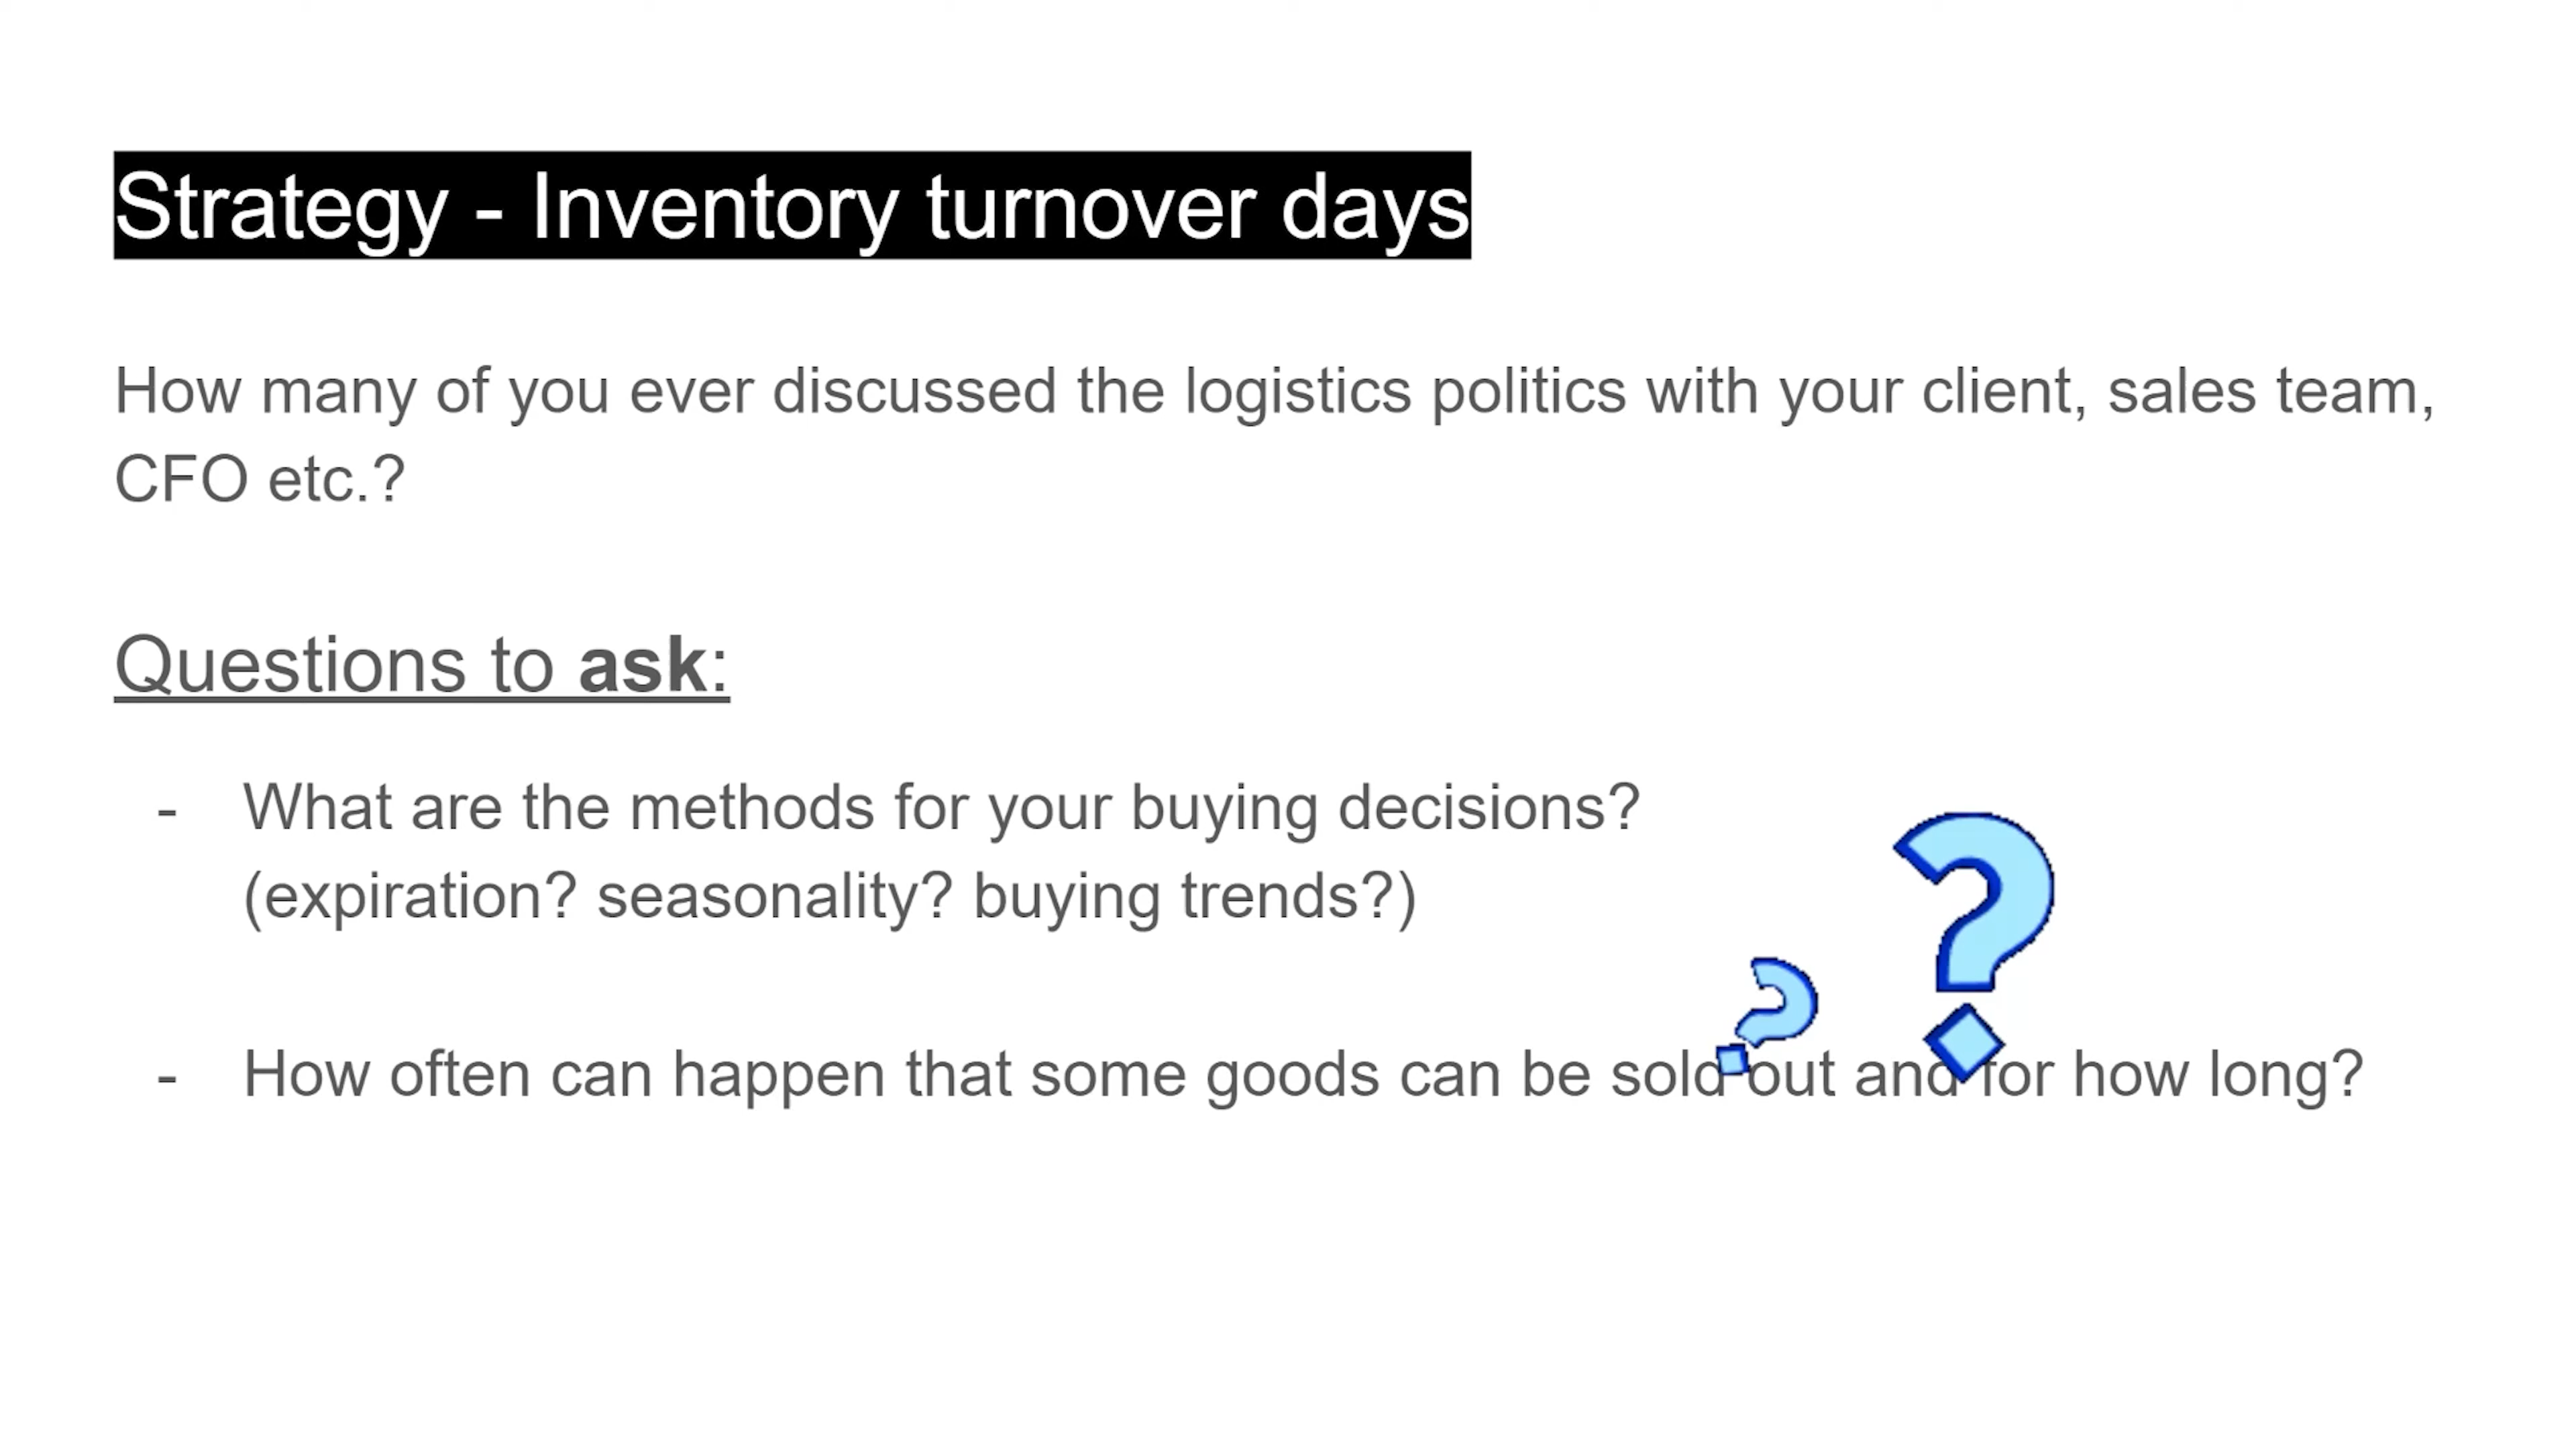 Strategy - Inventory turnover days
How many of you ever discussed the logistics politics with your client, sales team,
CFO etc.?
Questions to ask:
- What are the methods for your buying decisions?
(expiration? seasonality? buying trends?)
- How often can happen that some goods can be sold out and for how long?